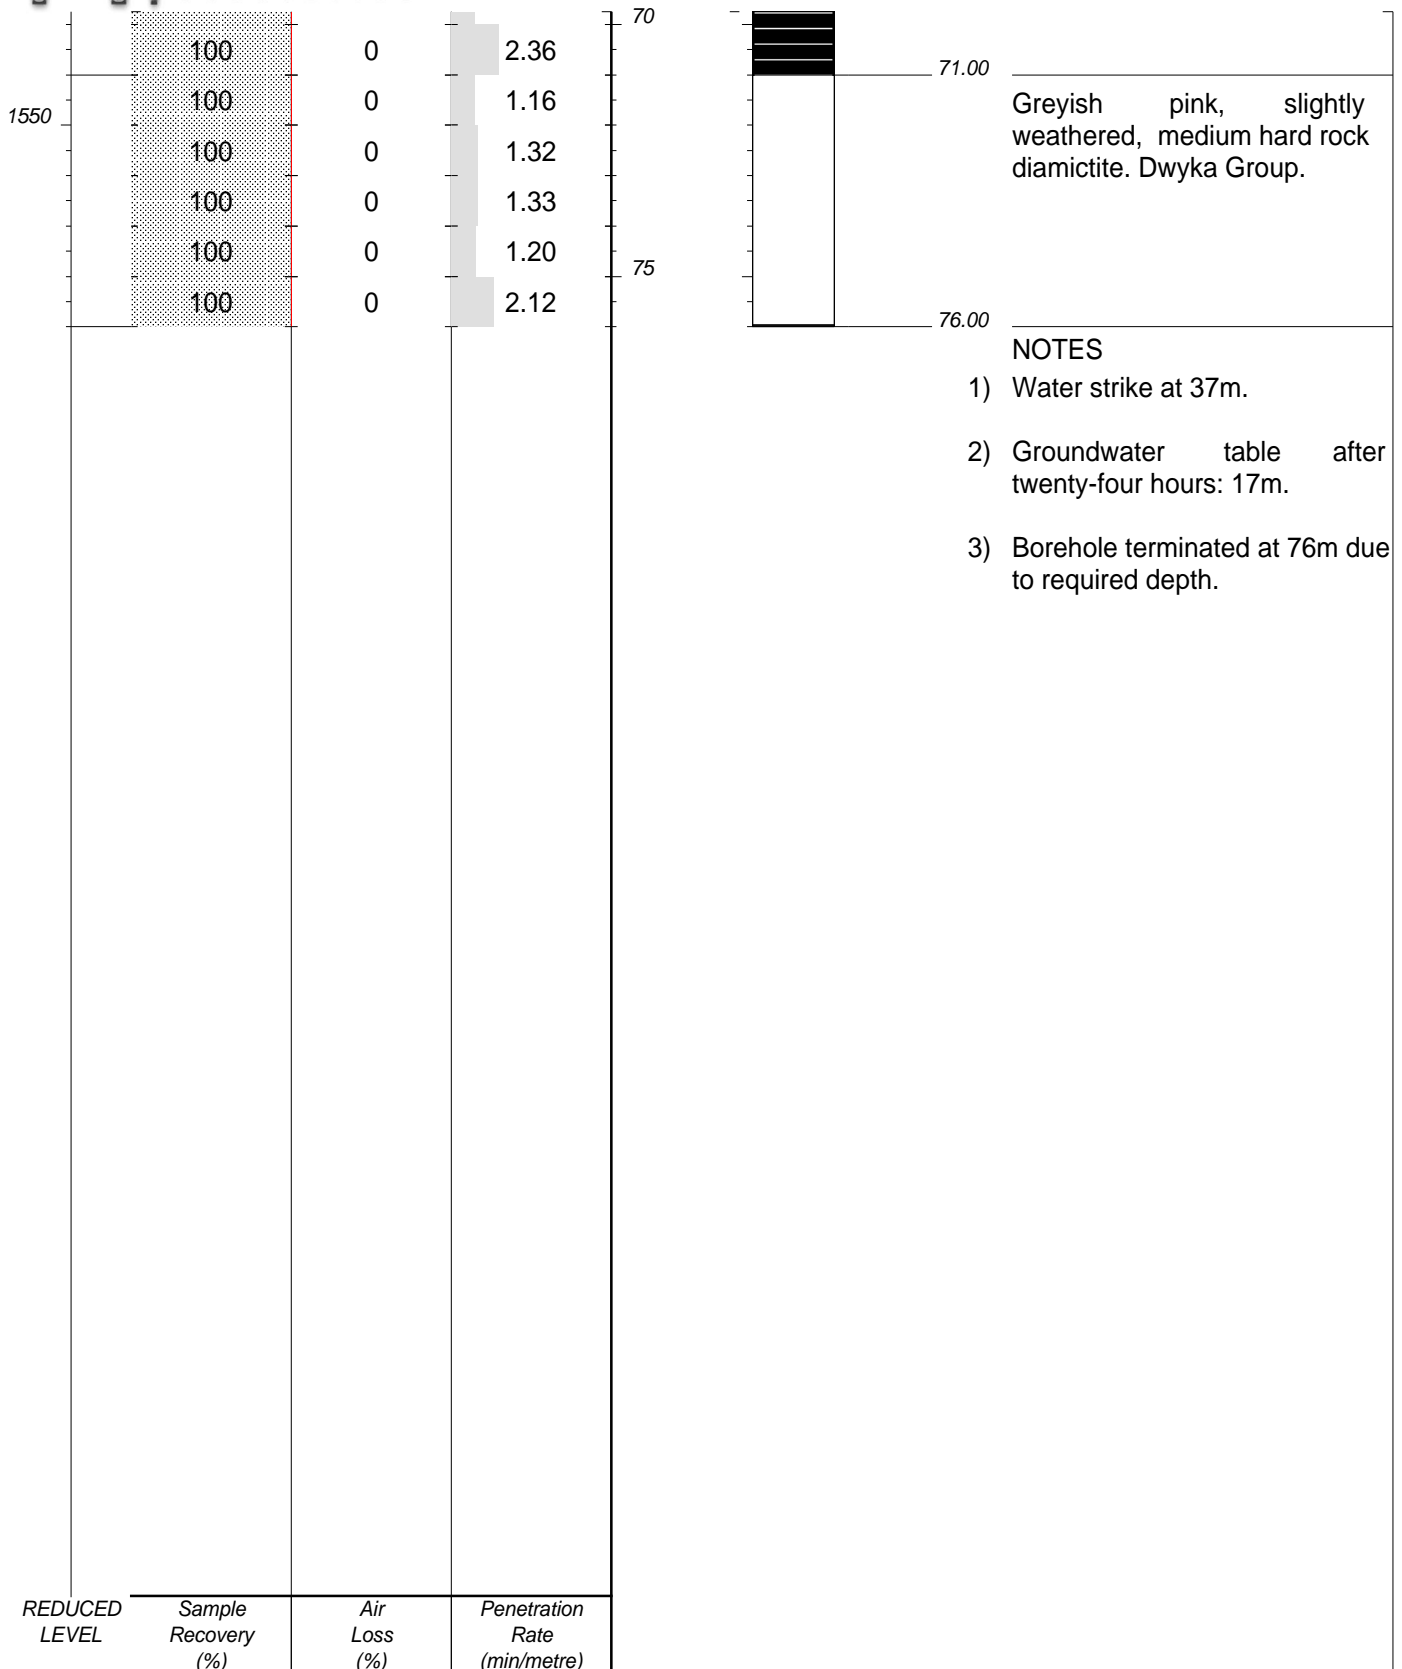 70
100 0 2.36
71.00
1550 100 0 1.16
Greyish pink, slightly
weathered, medium hard rock
diamictite. Dwyka Group.
100 0 1.32
100 0 1.33
100 0 1.20
75
100 0 2.12
76.00
NOTES
1) Water strike at 37m.
2) Groundwater table after
twenty-four hours: 17m.
3) Borehole terminated at 76m due
to required depth.
REDUCED
LEVEL
Sample
Recovery
(%)
Air
Loss
(%)
Penetration
Rate
(min/metre)